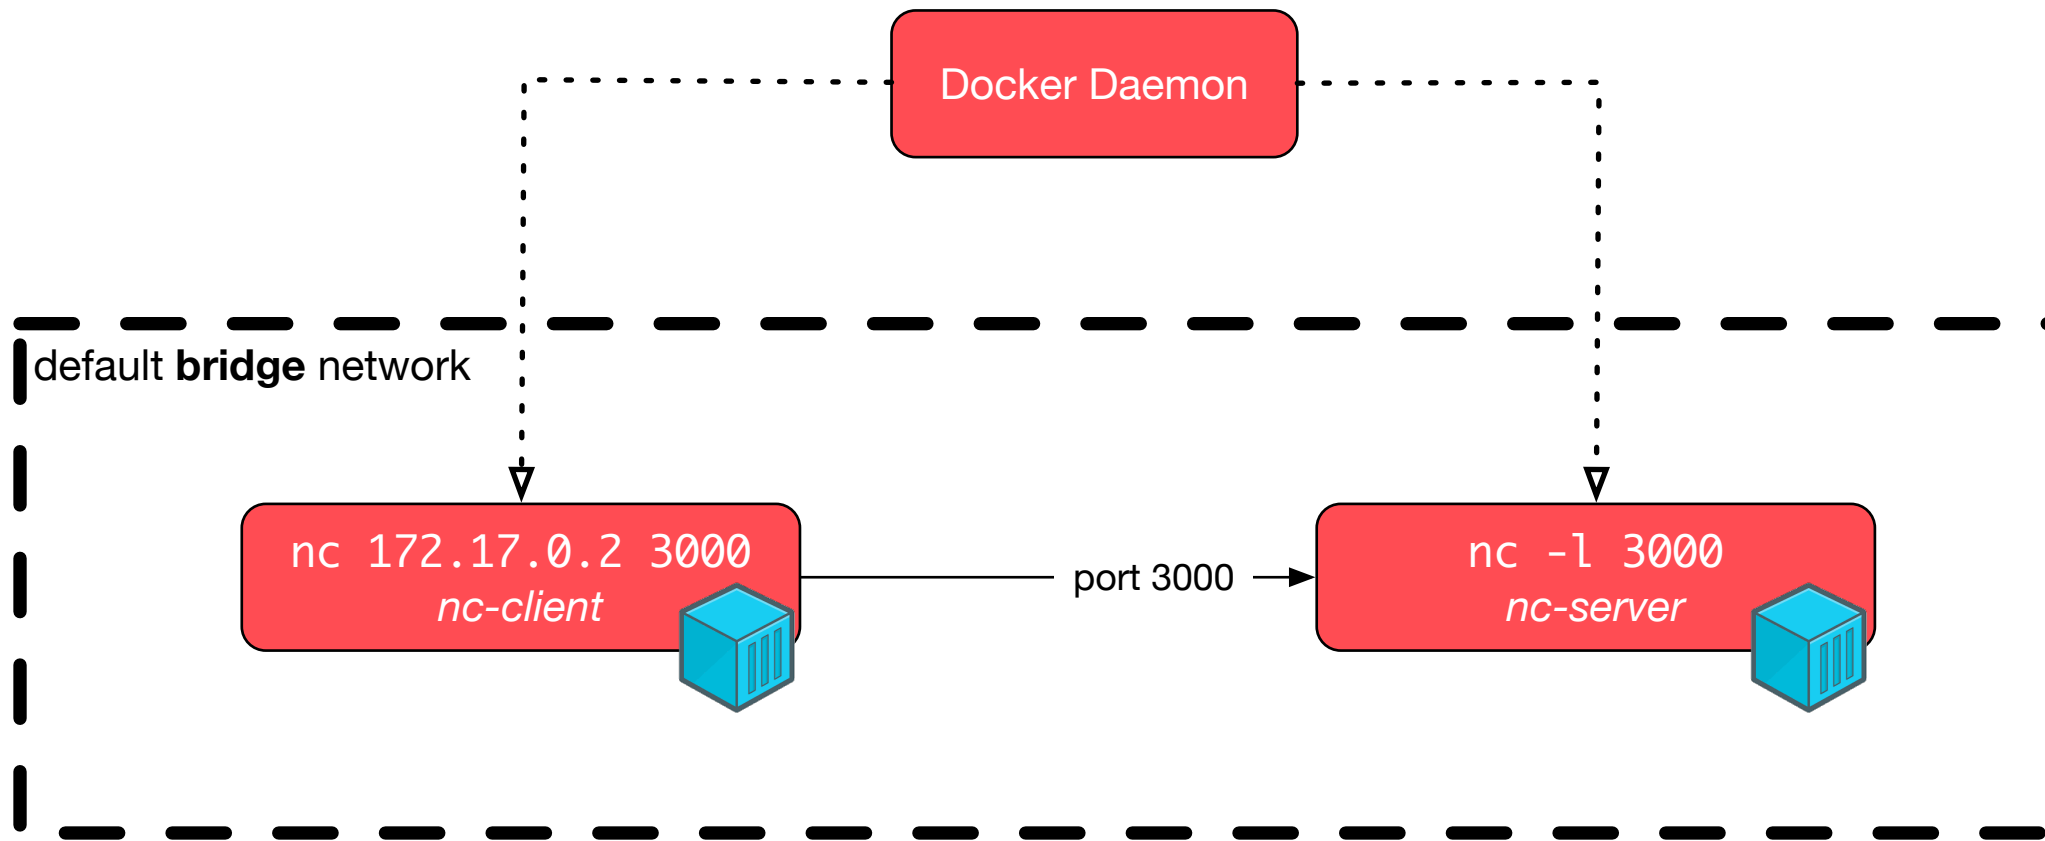 Docker Daemon
default bridge network
nc 172.17.0.2 3000
nc-client
port 3000
nc -l 3000
nc-server